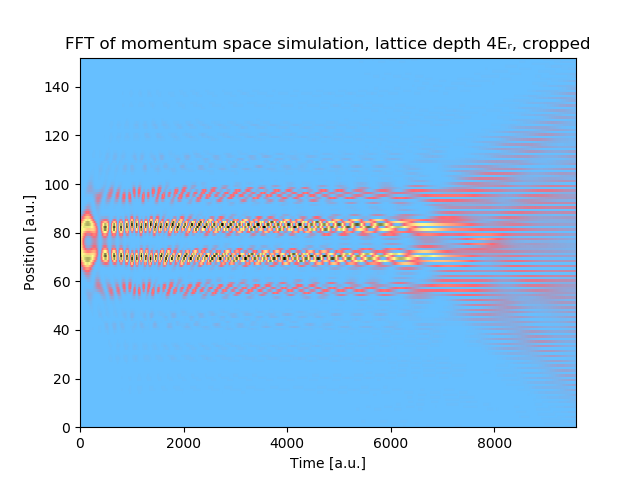 FFT of momentum space simulation, lattice depth 4Eᵣ, cropped
140
120
100
80
60
40
20
0
Position [a.u.]
0 2000 4000 6000 8000
Time [a.u.]